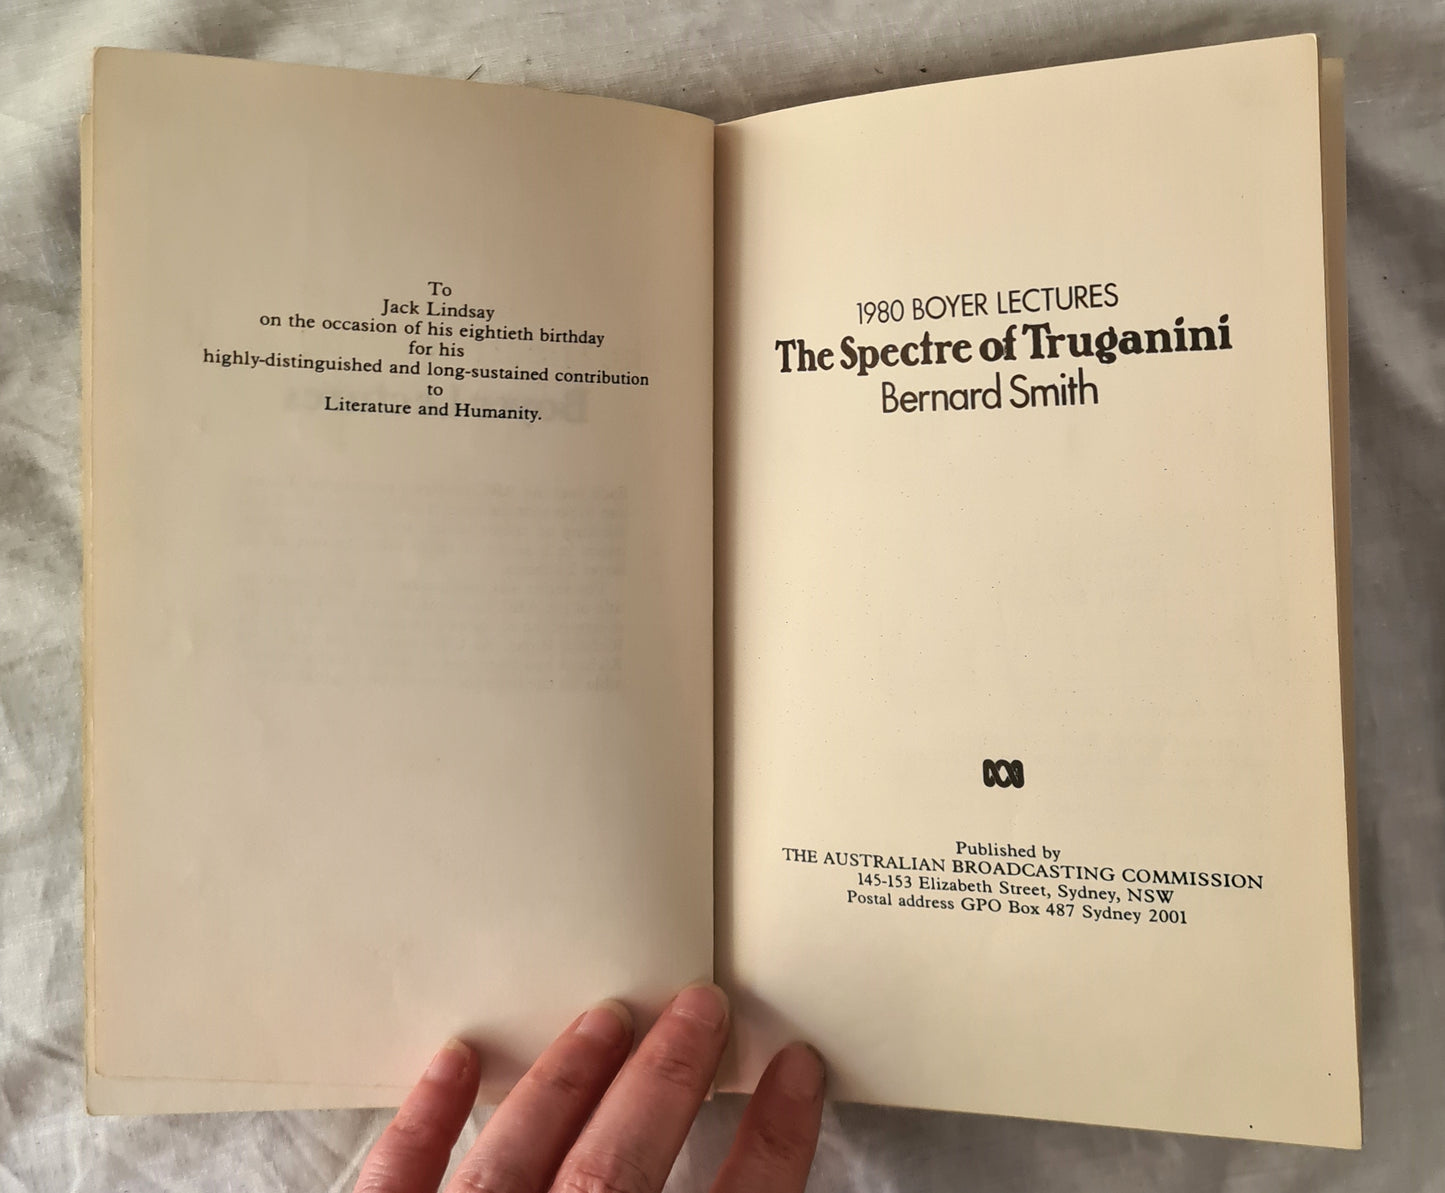 To
Jack Lindsay
on the occasion of his eightieth birthday
for his
highly-distinguished and long-sustained contribution
to
Literature and Humanity.
1980 BOYER LECTURES
The Spectre of Truganini
Bernard Smith
Published by
THE AUSTRALIAN BROADCASTING COMMISSION
145-153 Elizabeth Street, Sydney, NSW
Postal address GPO Box 487 Sydney 2001